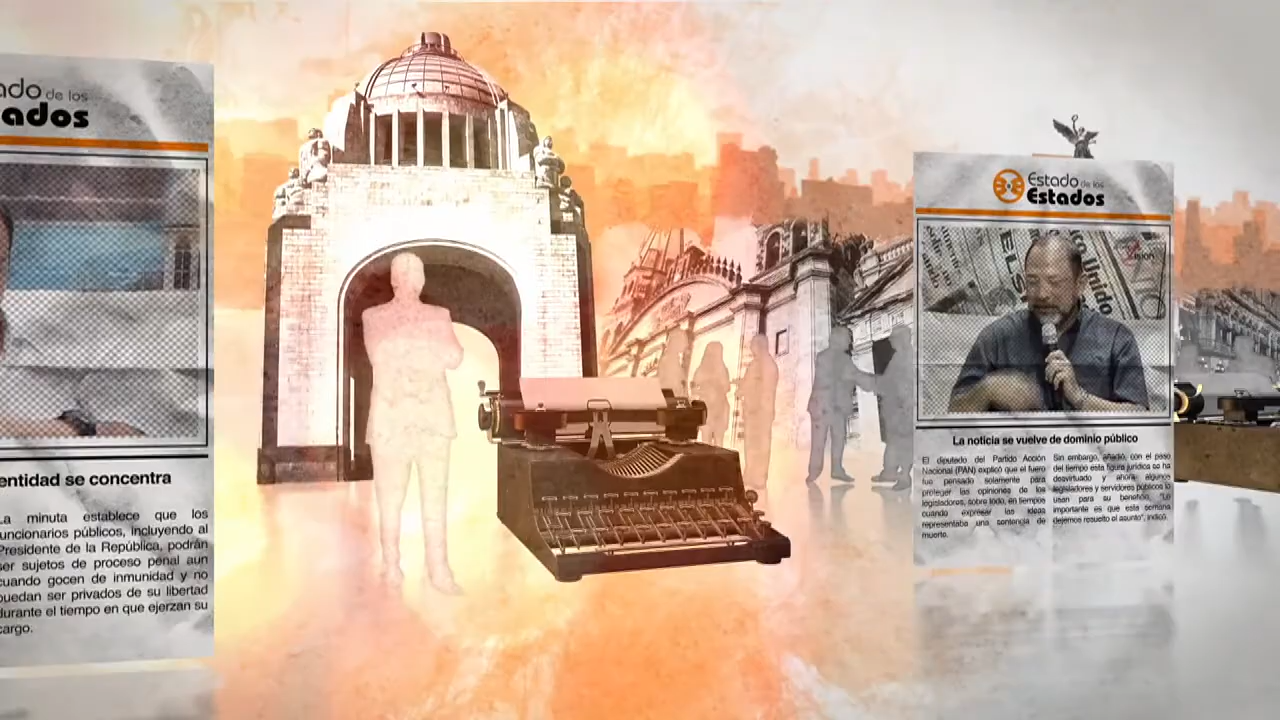 ado de los
ados
entidad se concentra
La minuta establece que los
funcionarios públicos, incluyendo al
Presidente de la República, podrán
ser sujetos de proceso penal aun
cuando gocen de inmunidad y no
puedan ser privados de su libertad
durante el tiempo en que ejerzan su
cargo.
Estado de los
Estados
La noticia se vuelve de dominio público
El diputado del Partido Acción
Nacional (PAN) explicó que el fuero
fue pensado solamente para
proteger las opiniones de los
legisladores, sobre todo, en tiempos
cuando expresar las ideas
representaba una sentencia de
muerte.
Sin embargo, añadió, con el paso
del tiempo esta figura jurídica se ha
desvirtuado y ahora algunos
legisladores y servidores públicos lo
usan para su beneficio. "Lo
importante es que esta semana
dejemos resuelto el asunto", indicó.